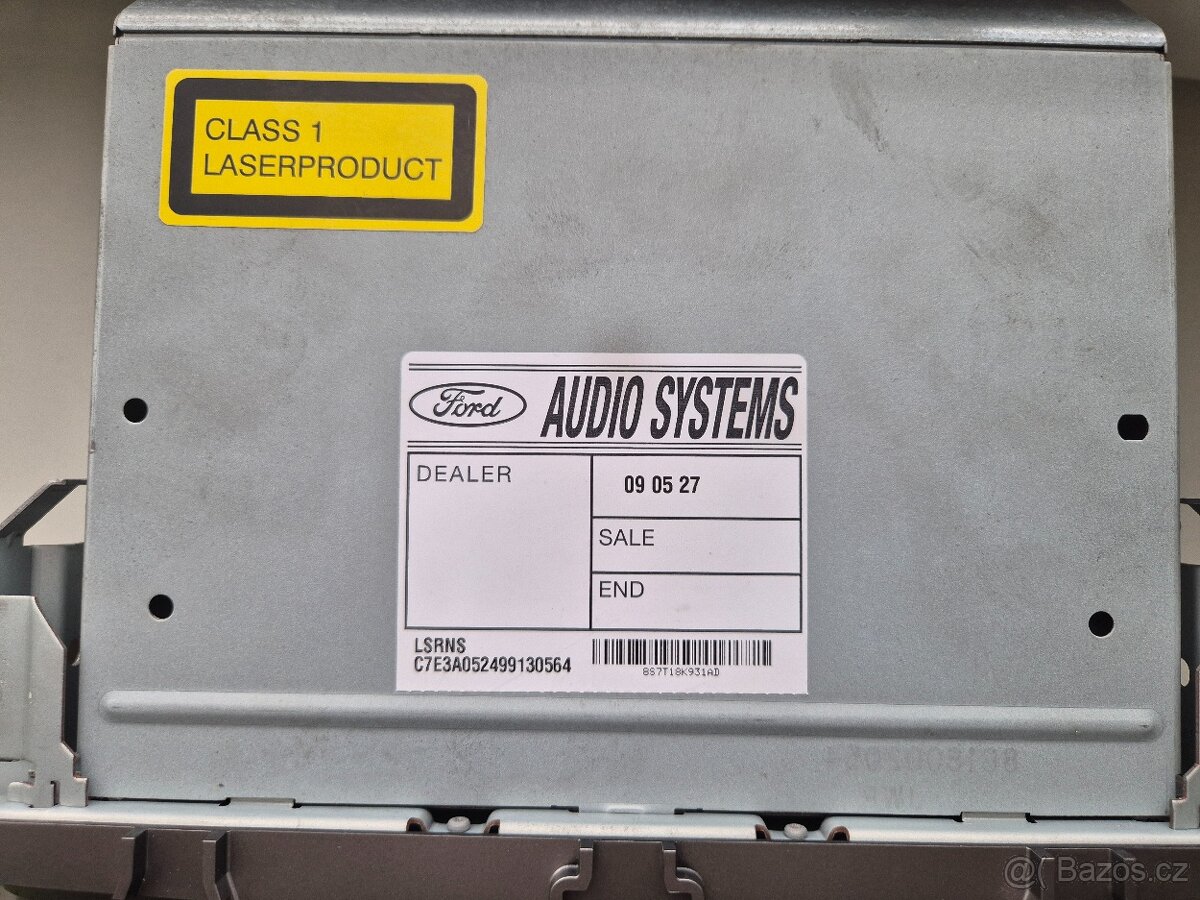 CLASS 1
LASERPRODUCT
Ford AUDIO SYSTEMS
DEALER
09 05 27
SALE
END
LSRNS
C7E3A052499130564
8S7T18K931AD
@ Bazos.cz